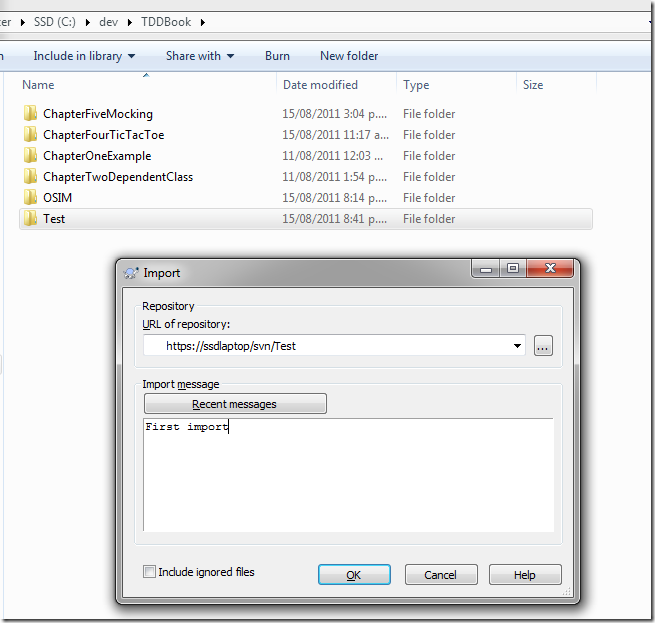 ter ▸ SSD (C:) ▸ dev ▸ TDDBook ▸
Include in library ▾ Share with ▾ Burn New folder
Name Date modified Type Size
ChapterFiveMocking 15/08/2011 3:04 p.... File folder
ChapterFourTicTacToe 15/08/2011 11:17 a... File folder
ChapterOneExample 11/08/2011 12:03 ... File folder
ChapterTwoDependentClass 11/08/2011 1:54 p.... File folder
OSIM 15/08/2011 8:14 p.... File folder
Test 15/08/2011 8:41 p.... File folder
Import
Repository
URL of repository:
https://ssdlaptop/svn/Test
...
Import message
Recent messages
First import
Include ignored files
OK Cancel Help